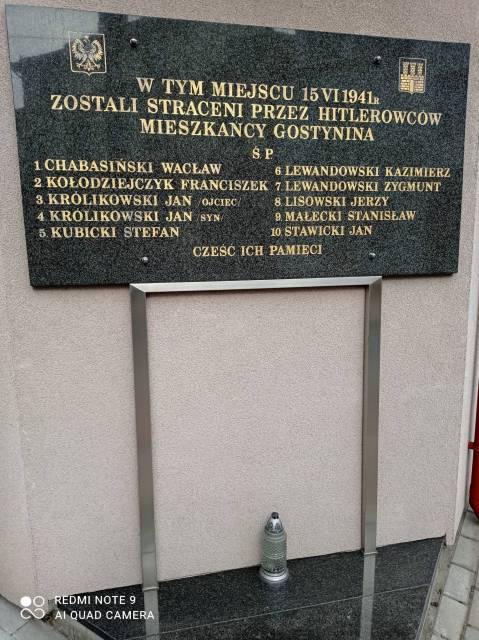 W TYM MIEJSCU 15 VI 1941R
ZOSTALI STRACENI PRZEZ HITLEROWCÓW
MIESZKAŃCY GOSTYNINA
Ś.P
1 CHABASIŃSKI WACŁAW
2 KOŁODZIEJCZYK FRANCISZEK
3 KRÓLIKOWSKI JAN /OJCIEC/
4 KRÓLIKOWSKI JAN /SYN/
5 KUBICKI STEFAN
6 LEWANDOWSKI KAZIMIERZ
7 LEWANDOWSKI ZYGMUNT
8 LISOWSKI JERZY
9 MAŁECKI STANISŁAW
10 STAWICKI JAN
CZEŚĆ ICH PAMIECI
REDMI NOTE 9
AI QUAD CAMERA